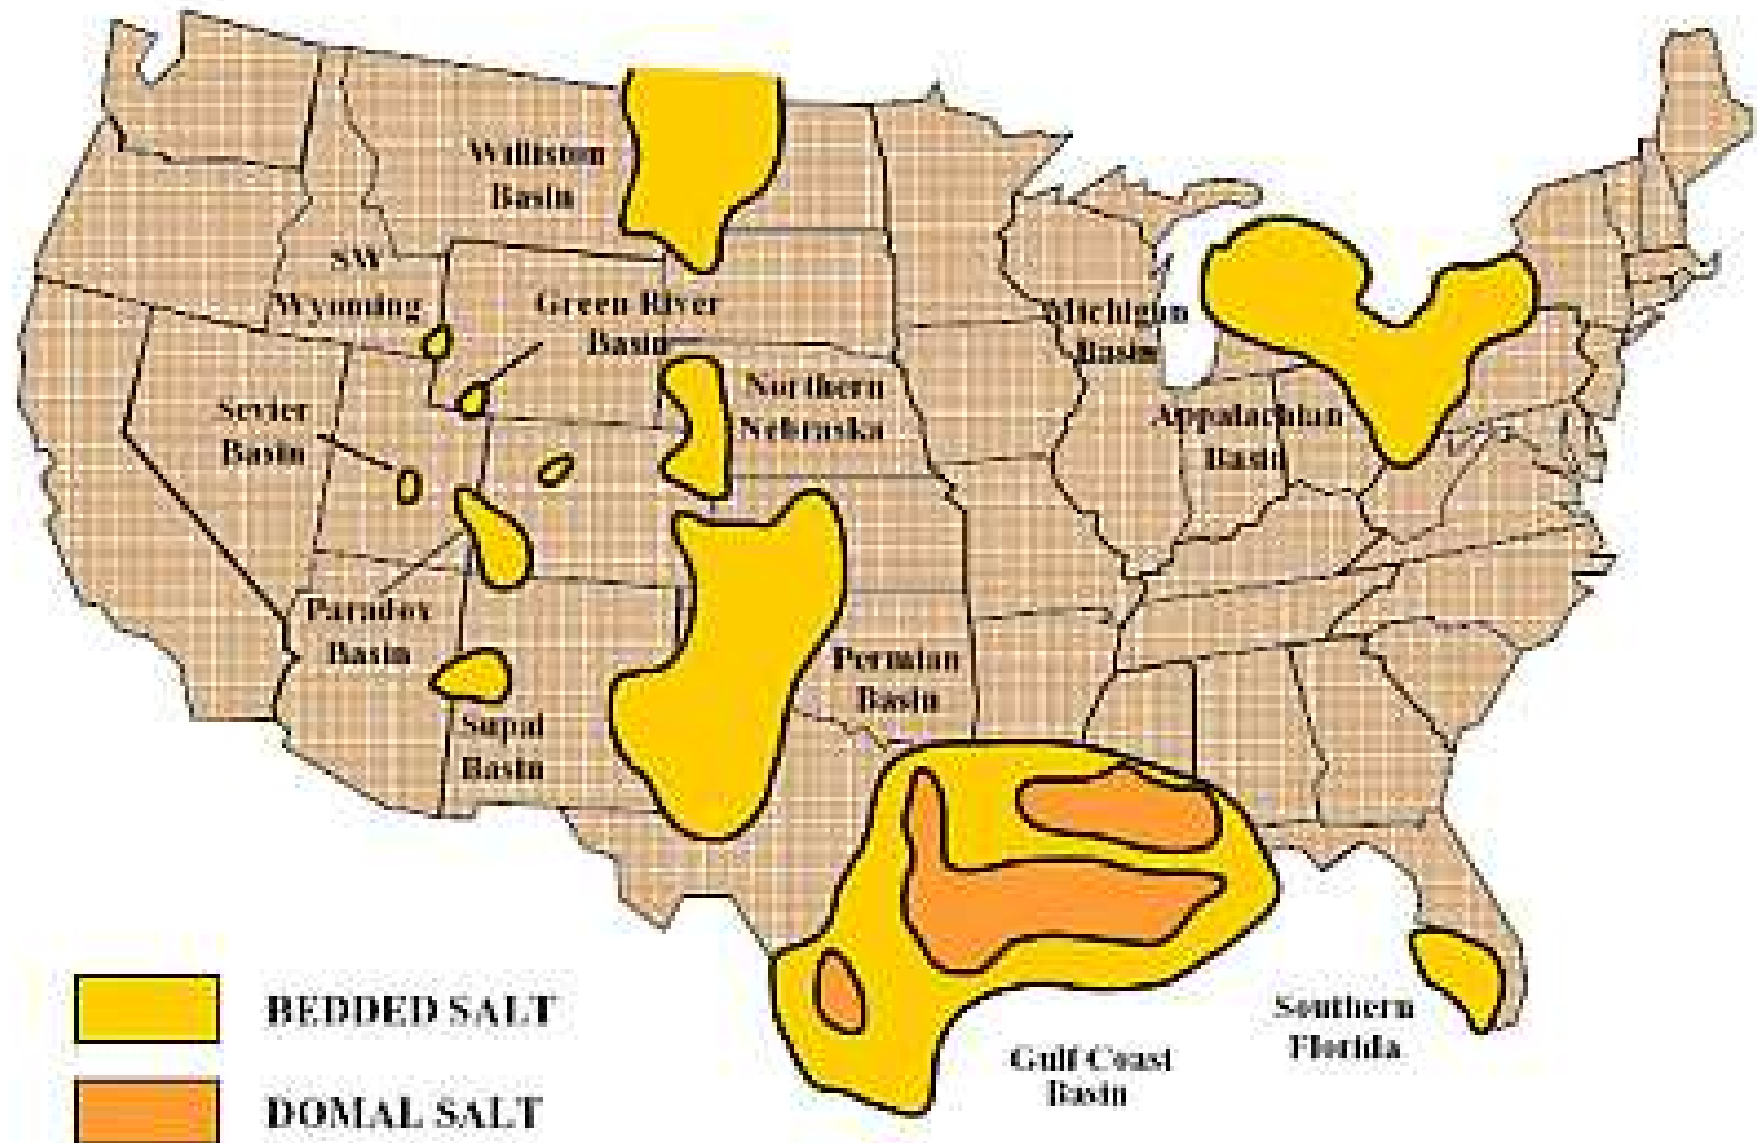 Williston
Basin
SW
Wyoming
Green River
Basin
Michigan
Basin
Northern
Nebraska
Sevier
Basin
Appalachian
Basin
Paradox
Basin
Permian
Basin
Supai
Basin
Southern
Florida
Gulf Coast
Basin
BEDDED SALT
DOMAL SALT